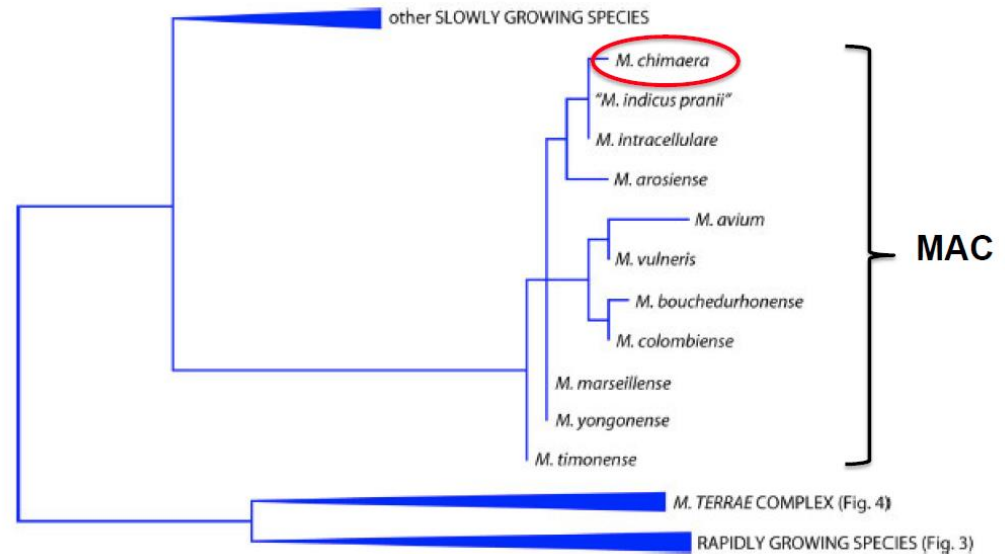 other SLOWLY GROWING SPECIES
M. chimaera
"M. indicus pranii"
M. intracellulare
M. arosiense
M. avium
MAC
M. vulneris
M. bouchedurhonense
M. colombiense
M. marseillense
M. yongonense
M. timonense
M. TERRAE COMPLEX (Fig. 4)
RAPIDLY GROWING SPECIES (Fig. 3)